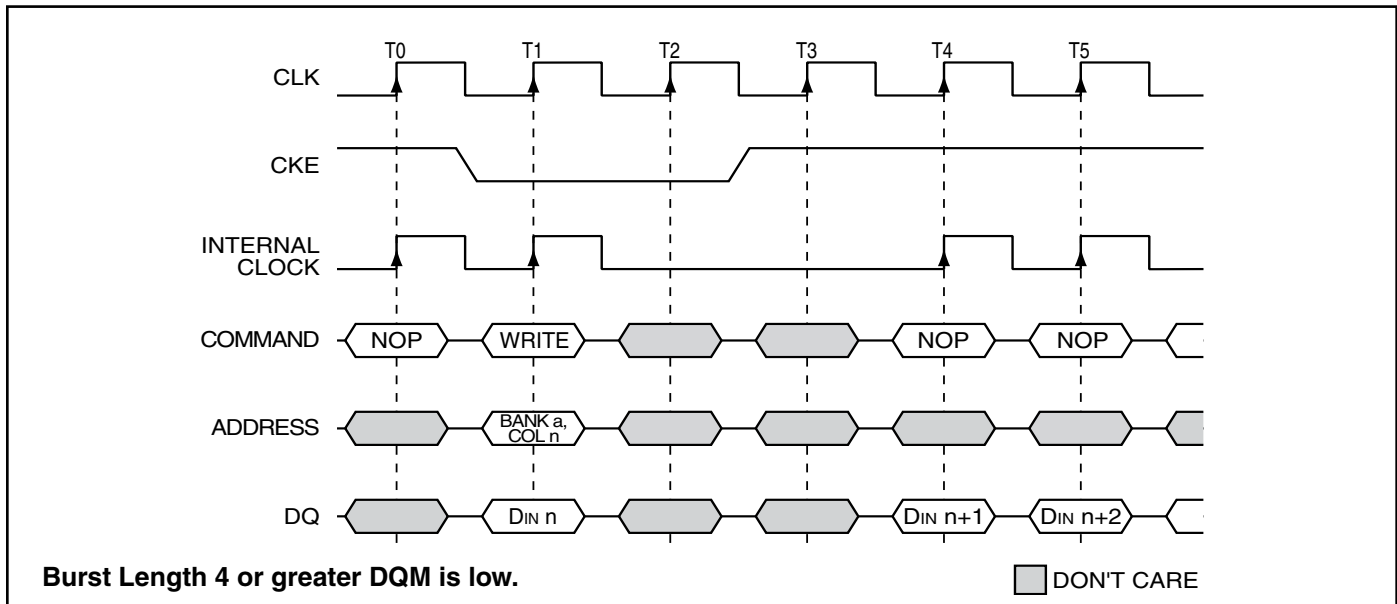 T0 T1 T2 T3 T4 T5
CLK
CKE
INTERNAL
CLOCK
COMMAND NOP WRITE NOP NOP
ADDRESS BANK a,
COL n
DQ DIN n DIN n+1 DIN n+2
Burst Length 4 or greater DQM is low. DON'T CARE